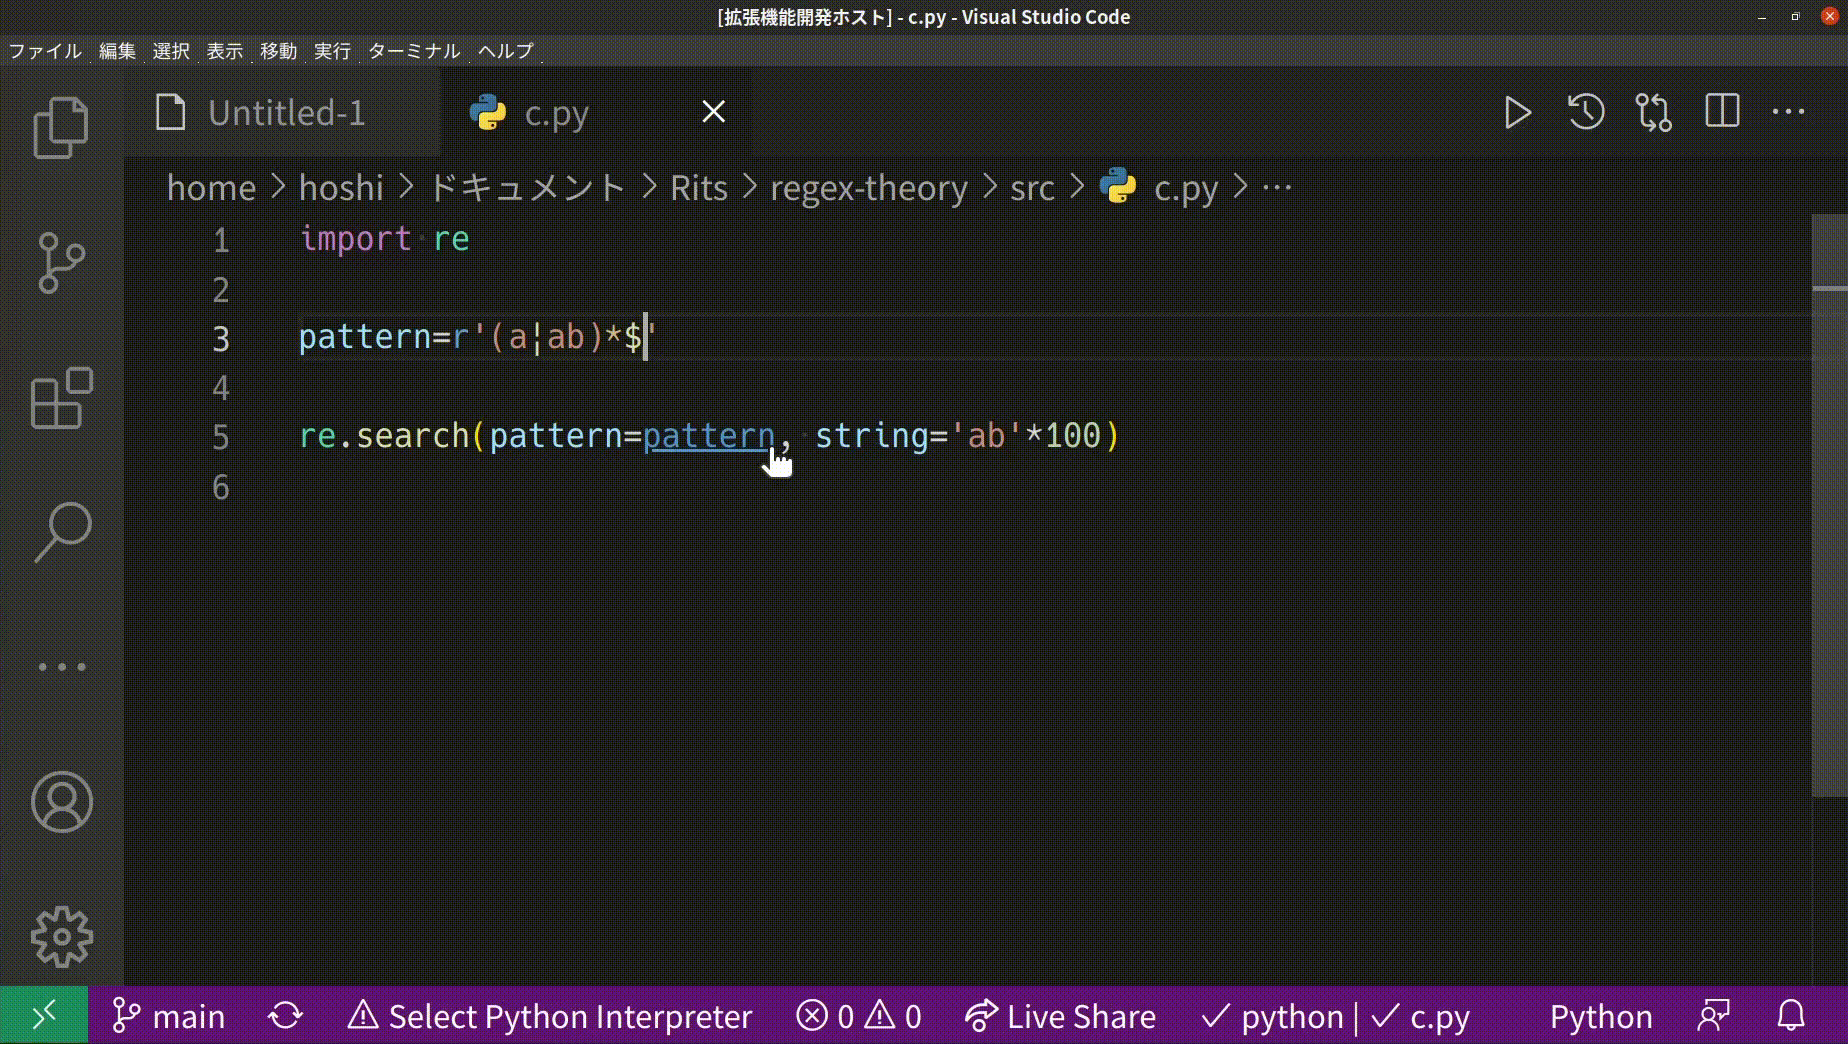 [拡張機能開発ホスト] - c.py - Visual Studio Code
ファイル 編集 選択 表示 移動 実行 ターミナル ヘルプ
Untitled-1 c.py
home > hoshi > ドキュメント > Rits > regex-theory > src > c.py > ···
1 import re
2
3 pattern=r'(a|ab)*$'
4
5 re.search(pattern=pattern, string='ab'*100)
6
main Select Python Interpreter 0 0 Live Share python | c.py Python